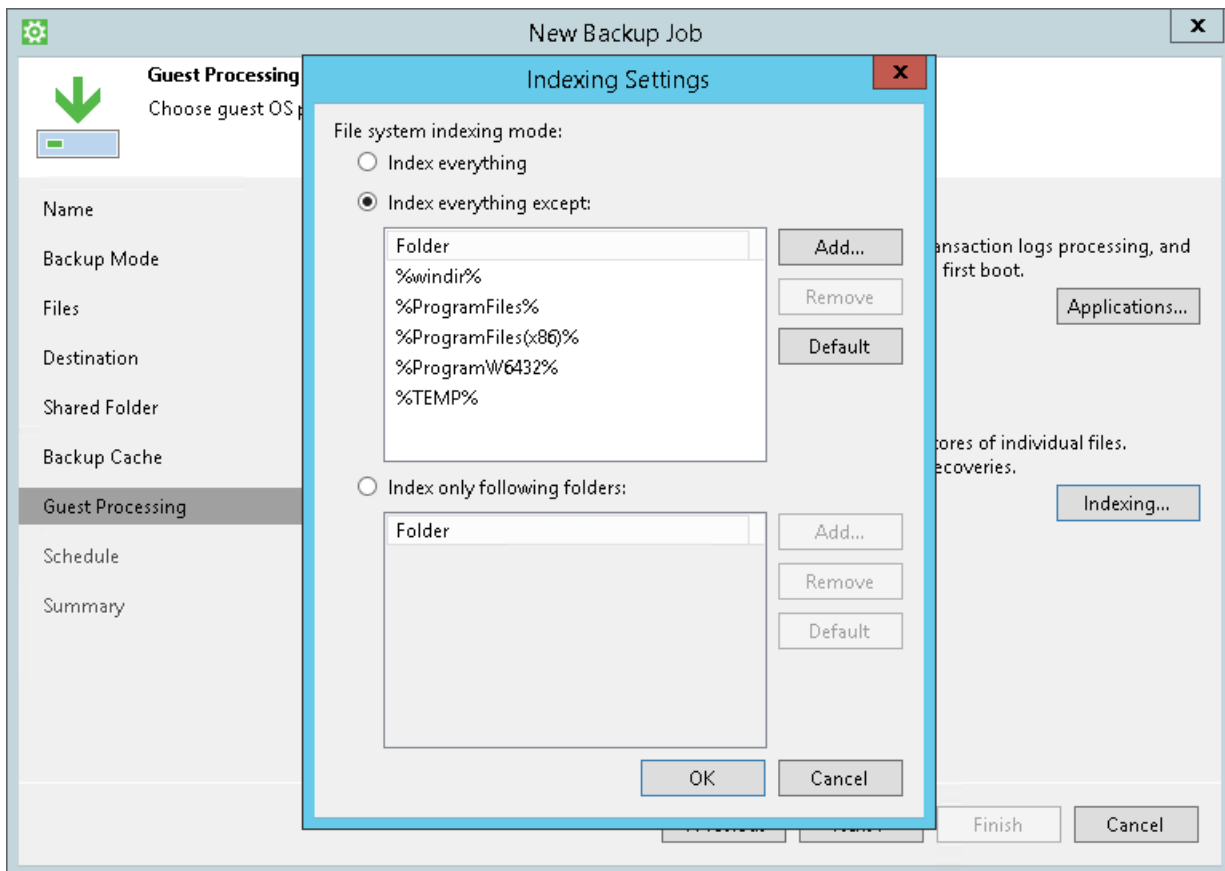 New Backup Job
x
Guest Processing
Choose guest OS
Indexing Settings
x
File system indexing mode:
Index everything
Index everything except:
Folder
%windir%
%ProgramFiles%
%ProgramFiles(x86)%
%ProgramW6432%
%TEMP%
Add...
Remove
Default
Index only following folders:
Folder
Add...
Remove
Default
OK
Cancel
Name
Backup Mode
Files
Destination
Shared Folder
Backup Cache
Guest Processing
Schedule
Summary
logs processing, and
first boot.
Applications...
of individual files.
Indexing...
Finish
Cancel